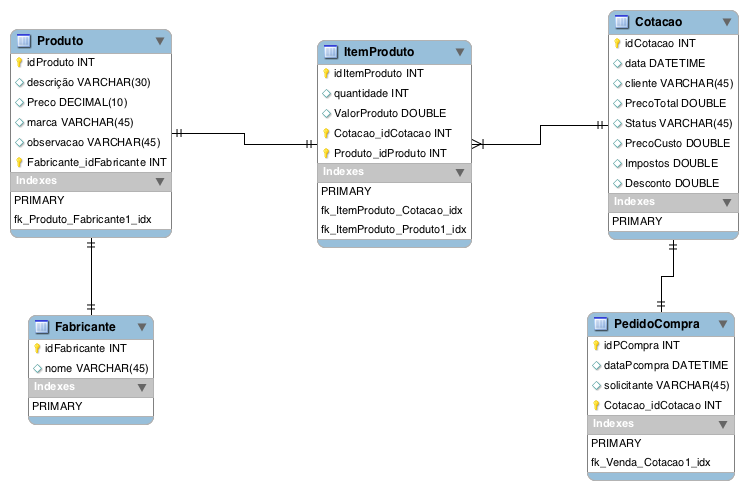 Produto
idProduto INT
descrição VARCHAR(30)
Preco DECIMAL(10)
marca VARCHAR(45)
observacao VARCHAR(45)
Fabricante_idFabricante INT
Indexes
PRIMARY
fk_Produto_Fabricante1_idx
ItemProduto
idItemProduto INT
quantidade INT
ValorProduto DOUBLE
Cotacao_idCotacao INT
Produto_idProduto INT
Indexes
PRIMARY
fk_ItemProduto_Cotacao_idx
fk_ItemProduto_Produto1_idx
Cotacao
idCotacao INT
data DATETIME
cliente VARCHAR(45)
PrecoTotal DOUBLE
Status VARCHAR(45)
PrecoCusto DOUBLE
Impostos DOUBLE
Desconto DOUBLE
Indexes
PRIMARY
Fabricante
idFabricante INT
nome VARCHAR(45)
Indexes
PRIMARY
PedidoCompra
idPCompra INT
dataPcompra DATETIME
solicitante VARCHAR(45)
Cotacao_idCotacao INT
Indexes
PRIMARY
fk_Venda_Cotacao1_idx